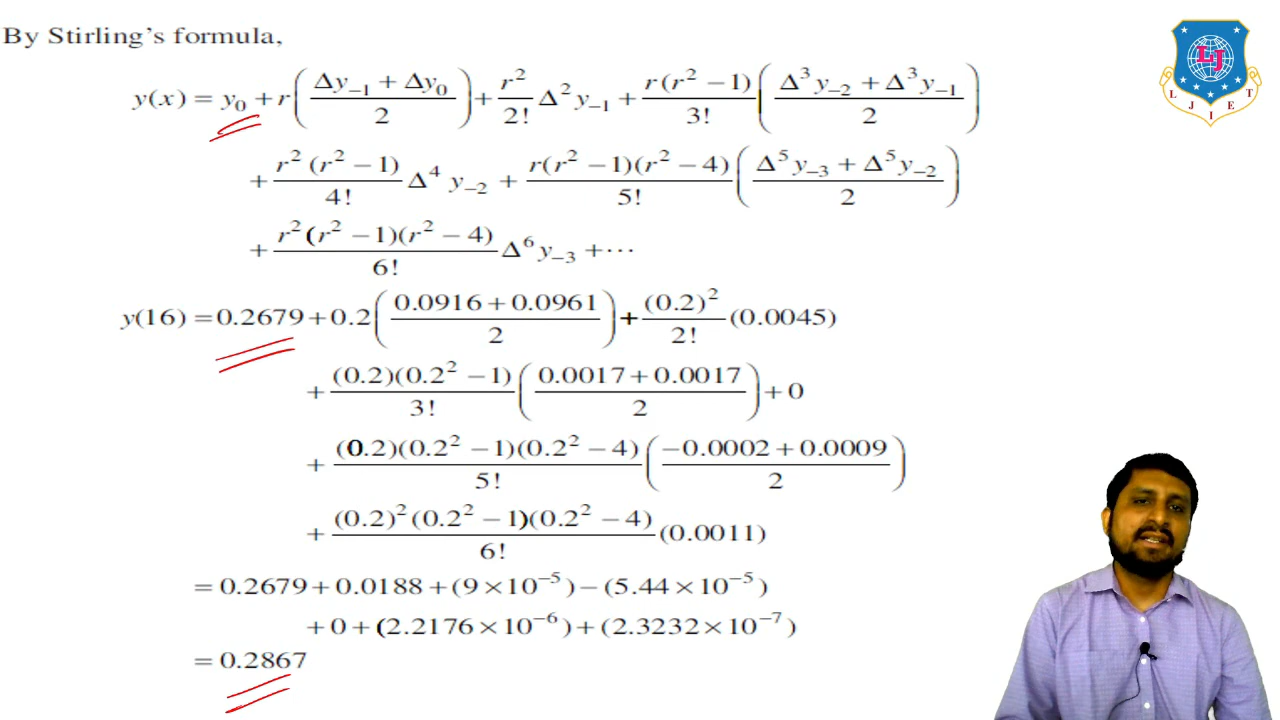 By Stirling's formula,
y(x) = y₀ + r((Δy₋₁ + Δy₀)/2) + r²/2! Δ²y₋₁ + r(r² − 1)/3! ((Δ³y₋₂ + Δ³y₋₁)/2)
+ r²(r² − 1)/4! Δ⁴ y₋₂ + r(r² − 1)(r² − 4)/5! ((Δ⁵y₋₃ + Δ⁵y₋₂)/2)
+ r²(r² − 1)(r² − 4)/6! Δ⁶y₋₃ + ⋯
y(16) = 0.2679 + 0.2((0.0916 + 0.0961)/2) + (0.2)²/2! (0.0045)
+ (0.2)(0.2² − 1)/3! ((0.0017 + 0.0017)/2) + 0
+ (0.2)(0.2² − 1)(0.2² − 4)/5! ((−0.0002 + 0.0009)/2)
+ (0.2)²(0.2² − 1)(0.2² − 4)/6! (0.0011)
= 0.2679 + 0.0188 + (9 × 10⁻⁵) − (5.44 × 10⁻⁵)
+ 0 + (2.2176 × 10⁻⁶) + (2.3232 × 10⁻⁷)
= 0.2867
LJ
L J I E T